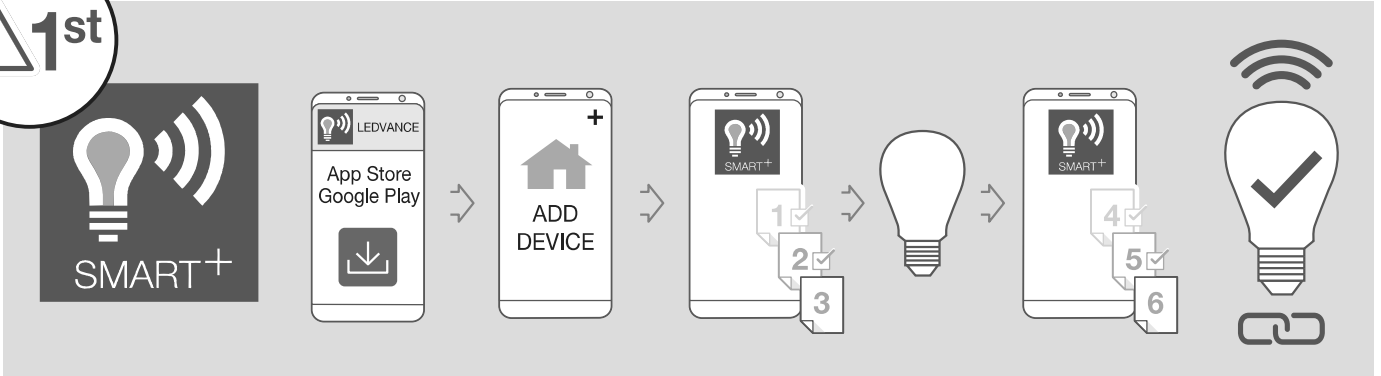 1st
SMART+
LEDVANCE
App Store
Google Play
+
ADD
DEVICE
SMART+
1
2
3
SMART+
4
5
6